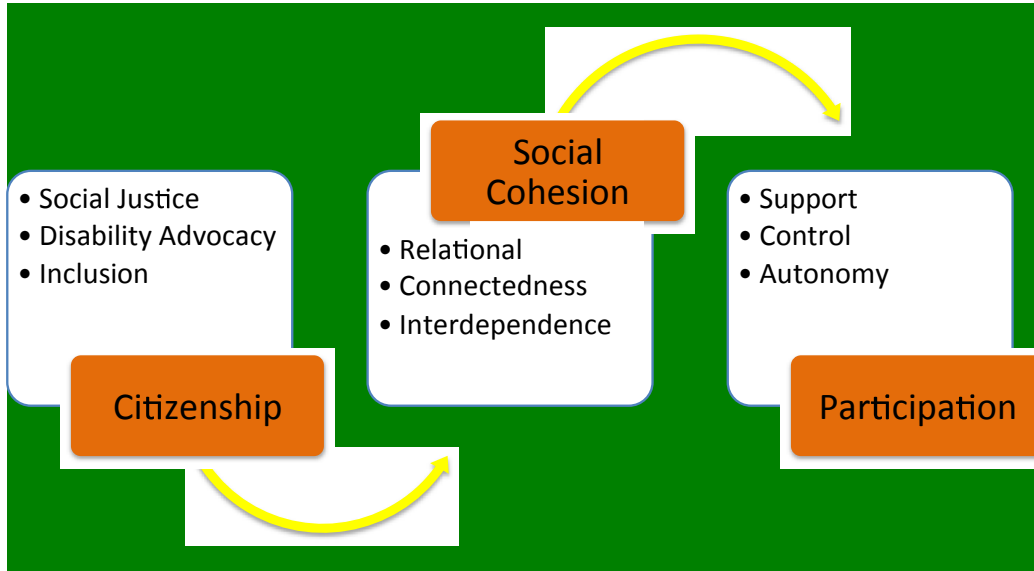 • Social Justice
• Disability Advocacy
• Inclusion
Citizenship
Social
Cohesion
• Relational
• Connectedness
• Interdependence
• Support
• Control
• Autonomy
Participation